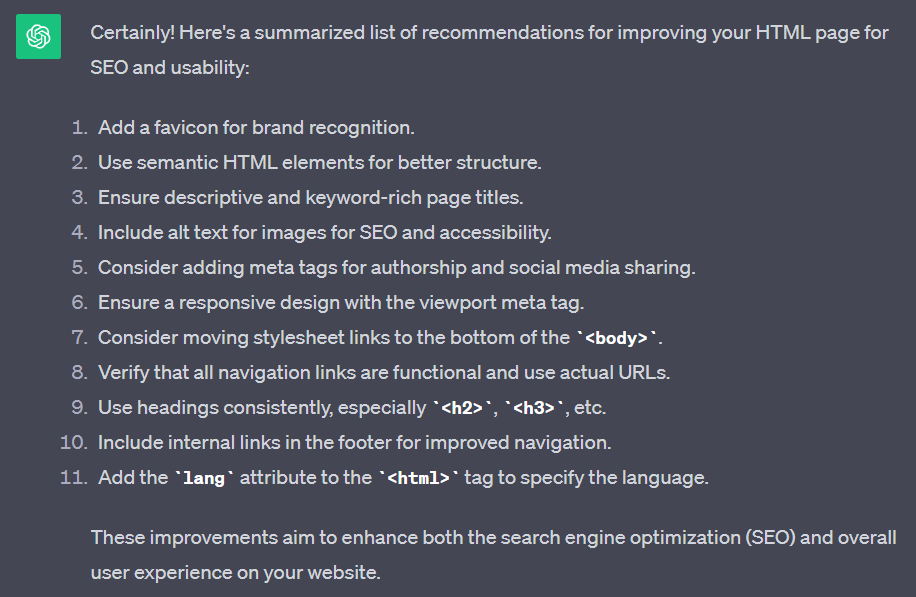 Certainly! Here's a summarized list of recommendations for improving your HTML page for
SEO and usability:
1. Add a favicon for brand recognition.
2. Use semantic HTML elements for better structure.
3. Ensure descriptive and keyword-rich page titles.
4. Include alt text for images for SEO and accessibility.
5. Consider adding meta tags for authorship and social media sharing.
6. Ensure a responsive design with the viewport meta tag.
7. Consider moving stylesheet links to the bottom of the `<body>`.
8. Verify that all navigation links are functional and use actual URLs.
9. Use headings consistently, especially `<h2>`, `<h3>`, etc.
10. Include internal links in the footer for improved navigation.
11. Add the `lang` attribute to the `<html>` tag to specify the language.
These improvements aim to enhance both the search engine optimization (SEO) and overall
user experience on your website.